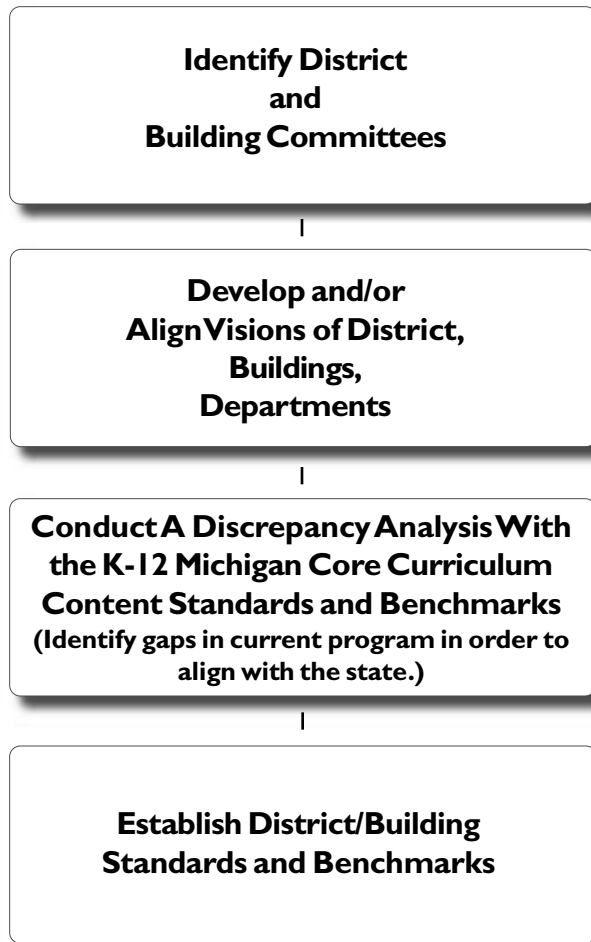 Identify District
and
Building Committees
Develop and/or
Align Visions of District,
Buildings,
Departments
Conduct A Discrepancy Analysis With
the K-12 Michigan Core Curriculum
Content Standards and Benchmarks
(Identify gaps in current program in order to
align with the state.)
Establish District/Building
Standards and Benchmarks